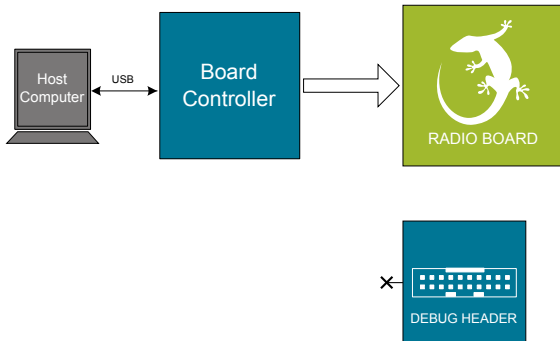 Host
Computer
USB
Board
Controller
RADIO BOARD
DEBUG HEADER